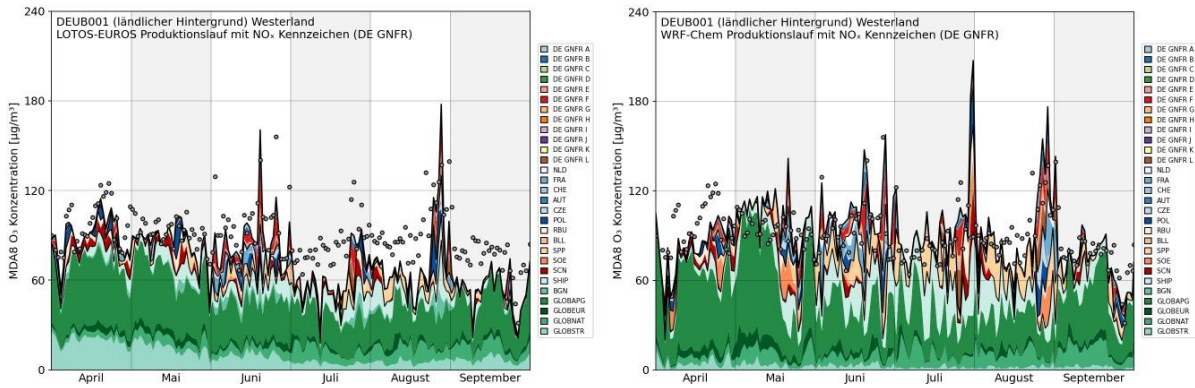 DEUB001 (ländlicher Hintergrund) Westerland
LOTOS-EUROS Produktionslauf mit NOₓ Kennzeichen (DE GNFR)
MDA8 O₃ Konzentration [µg/m³]
240
180
120
60
0
April
Mai
Juni
Juli
August
September
DE GNFR A
DE GNFR B
DE GNFR C
DE GNFR D
DE GNFR E
DE GNFR F
DE GNFR G
DE GNFR H
DE GNFR I
DE GNFR J
DE GNFR K
DE GNFR L
NLD
FRA
CHE
AUT
CZE
POL
RBU
BLL
SPP
SOE
SCN
SHIP
BGN
GLOBAPG
GLOBEUR
GLOBNAT
GLOBSTR
DEUB001 (ländlicher Hintergrund) Westerland
WRF-Chem Produktionslauf mit NOₓ Kennzeichen (DE GNFR)
MDA8 O₃ Konzentration [µg/m³]
240
180
120
60
0
April
Mai
Juni
Juli
August
September
DE GNFR A
DE GNFR B
DE GNFR C
DE GNFR D
DE GNFR E
DE GNFR F
DE GNFR G
DE GNFR H
DE GNFR I
DE GNFR J
DE GNFR K
DE GNFR L
NLD
FRA
CHE
AUT
CZE
POL
RBU
BLL
SPP
SOE
SCN
SHIP
BGN
GLOBAPG
GLOBEUR
GLOBNAT
GLOBSTR